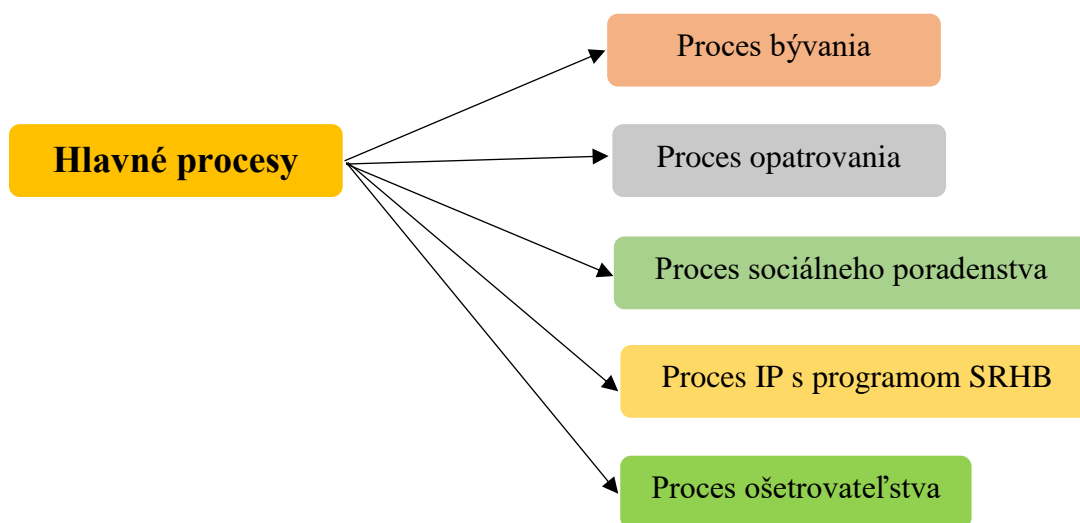 Hlavné procesy
Proces bývania
Proces opatrovania
Proces sociálneho poradenstva
Proces IP s programom SRHB
Proces ošetrovateľstva